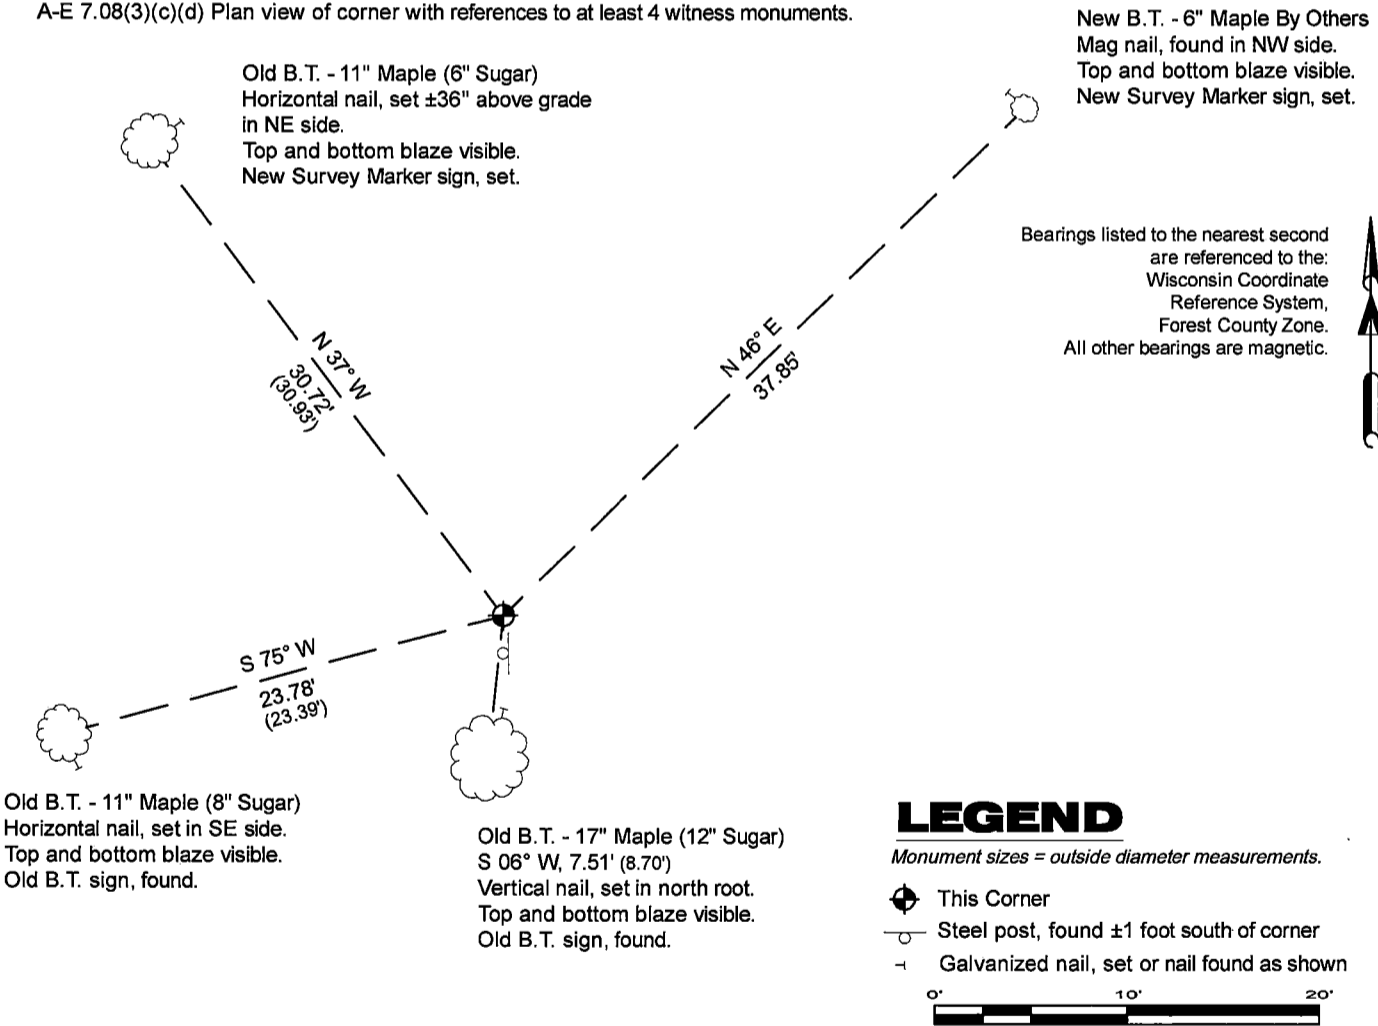 A-E 7.08(3)(c)(d) Plan view of corner with references to at least 4 witness monuments.
New B.T. - 6" Maple By Others
Mag nail, found in NW side.
Top and bottom blaze visible.
New Survey Marker sign, set.
Old B.T. - 11" Maple (6" Sugar)
Horizontal nail, set ±36" above grade
in NE side.
Top and bottom blaze visible.
New Survey Marker sign, set.
Bearings listed to the nearest second
are referenced to the:
Wisconsin Coordinate
Reference System,
Forest County Zone.
All other bearings are magnetic.
N 37° W
30.72'
(30.93')
N 46° E
37.85'
S 75° W
23.78'
(23.39')
Old B.T. - 11" Maple (8" Sugar)
Horizontal nail, set in SE side.
Top and bottom blaze visible.
Old B.T. sign, found.
Old B.T. - 17" Maple (12" Sugar)
S 06° W, 7.51' (8.70')
Vertical nail, set in north root.
Top and bottom blaze visible.
Old B.T. sign, found.
LEGEND
Monument sizes = outside diameter measurements.
This Corner
Steel post, found ±1 foot south of corner
Galvanized nail, set or nail found as shown
0' 10' 20'